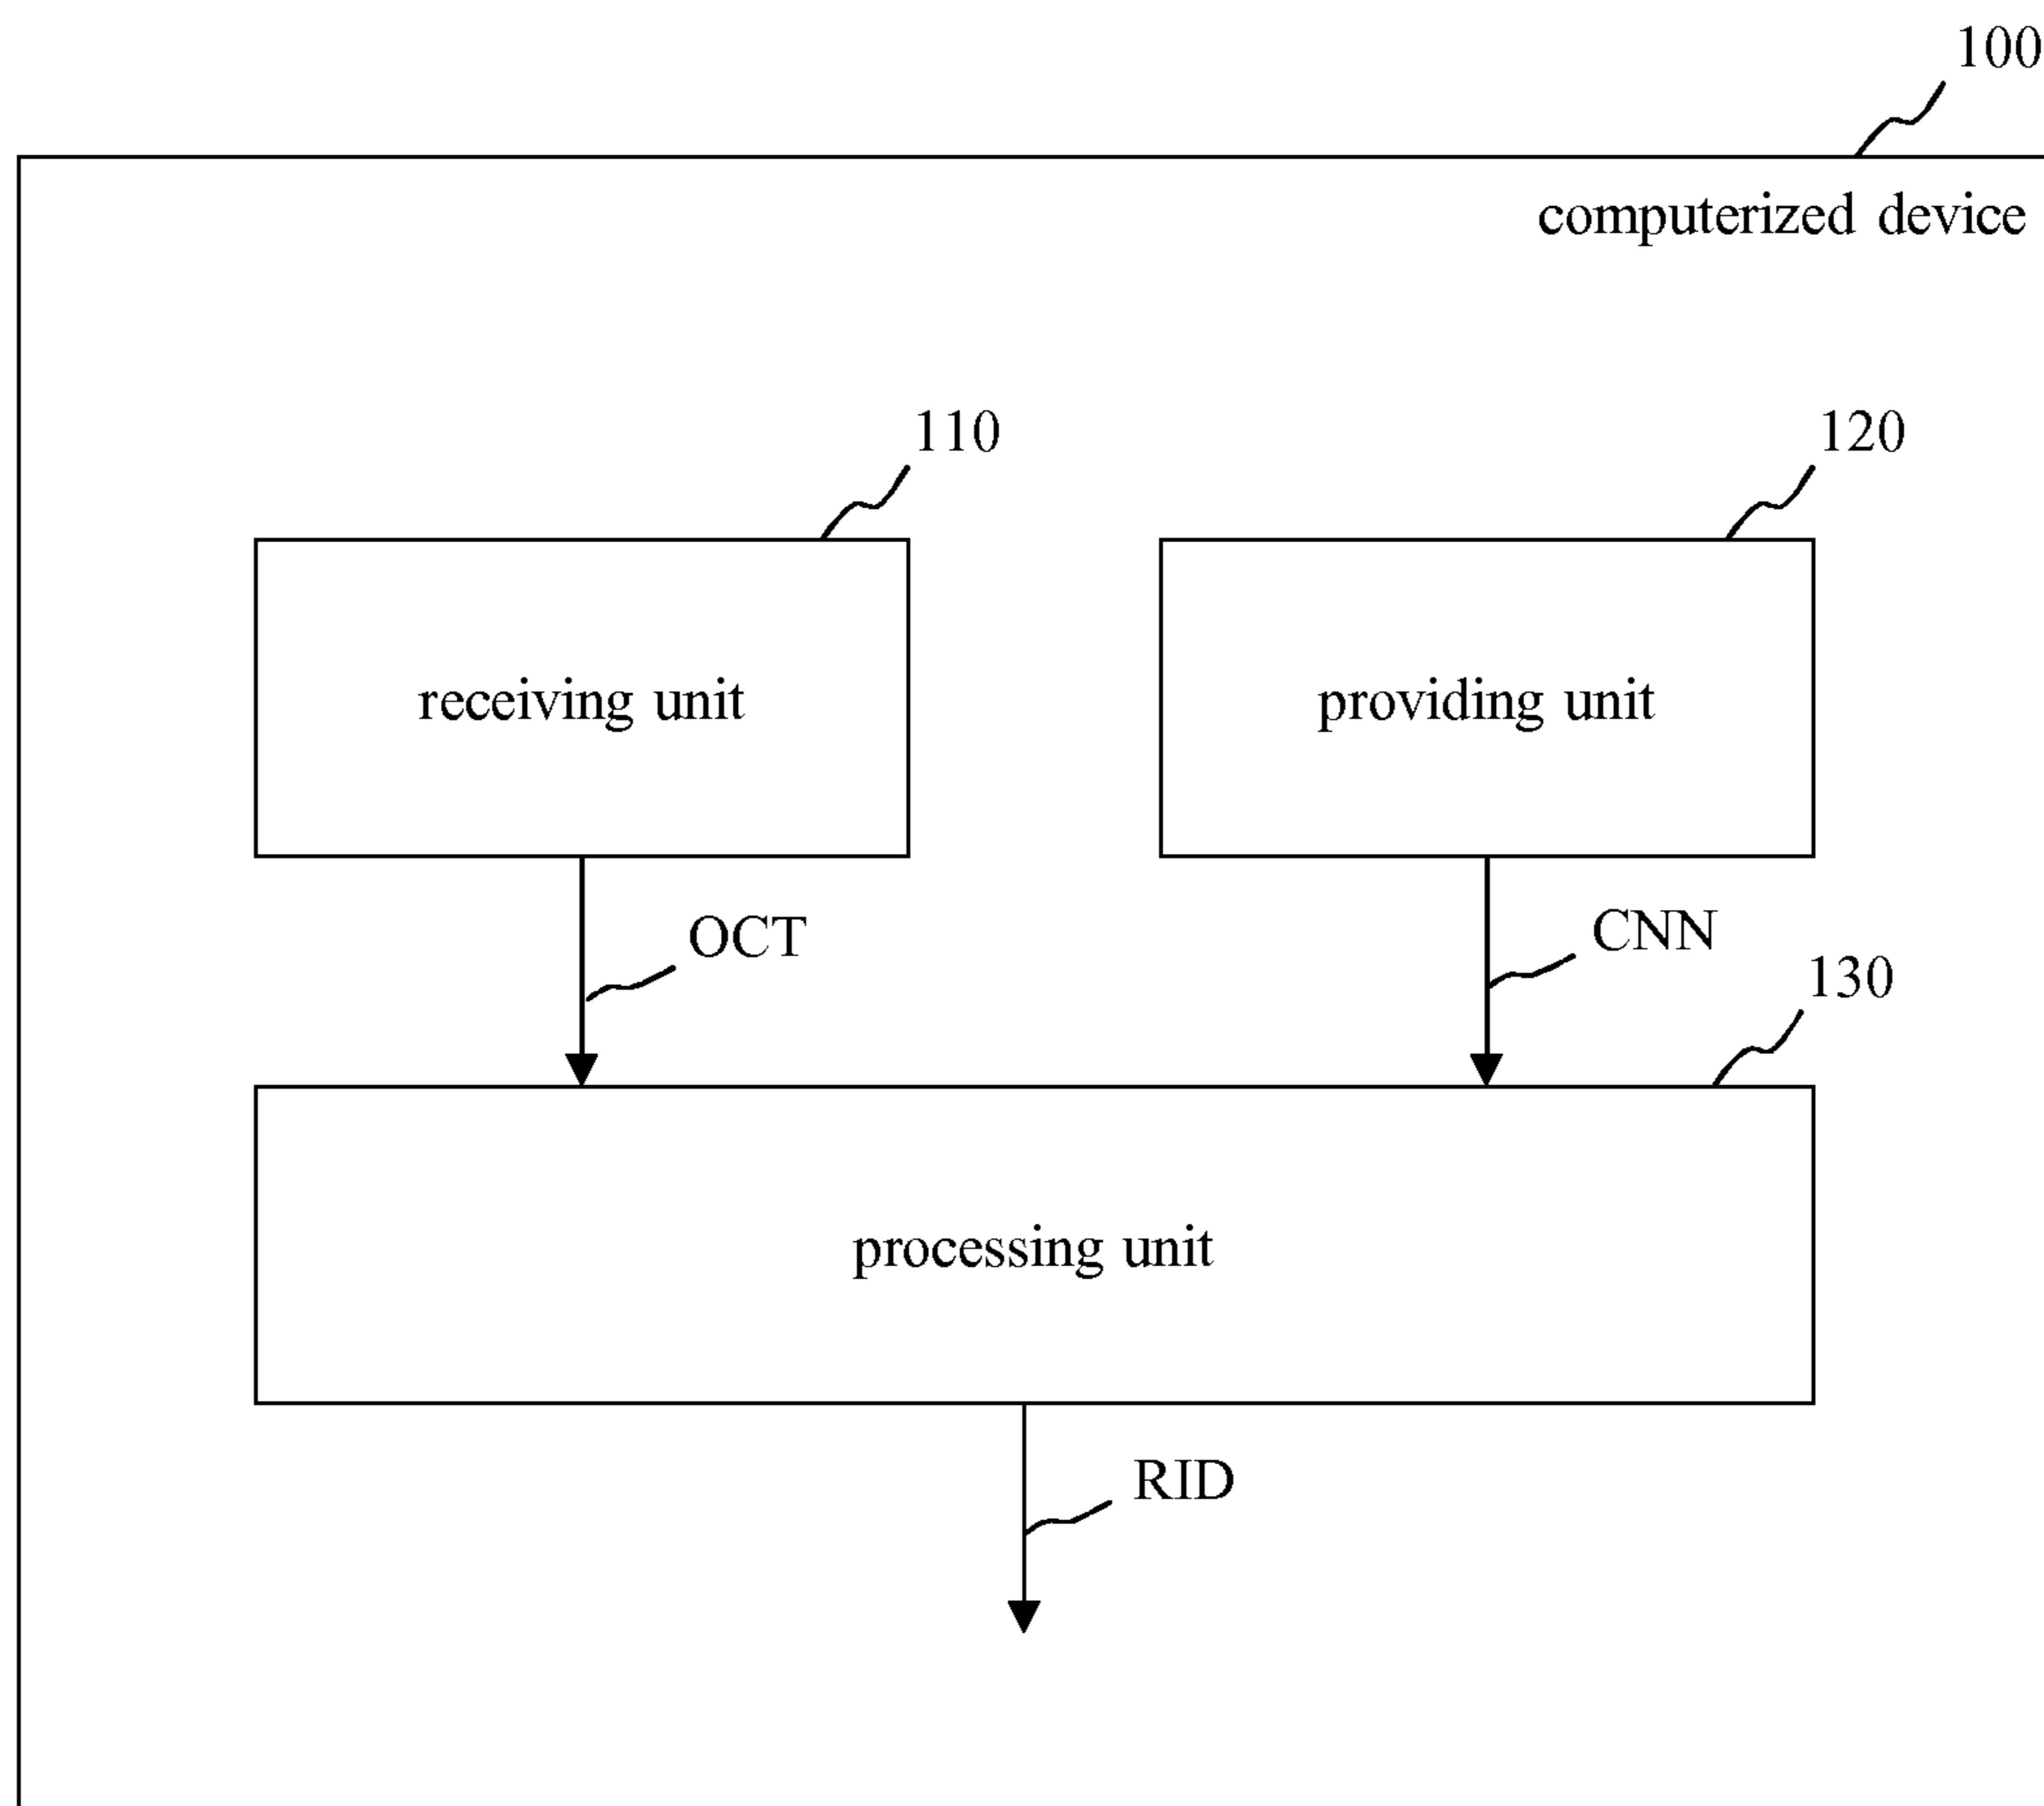 100
computerized device
110
120
receiving unit
providing unit
OCT
CNN
130
processing unit
RID